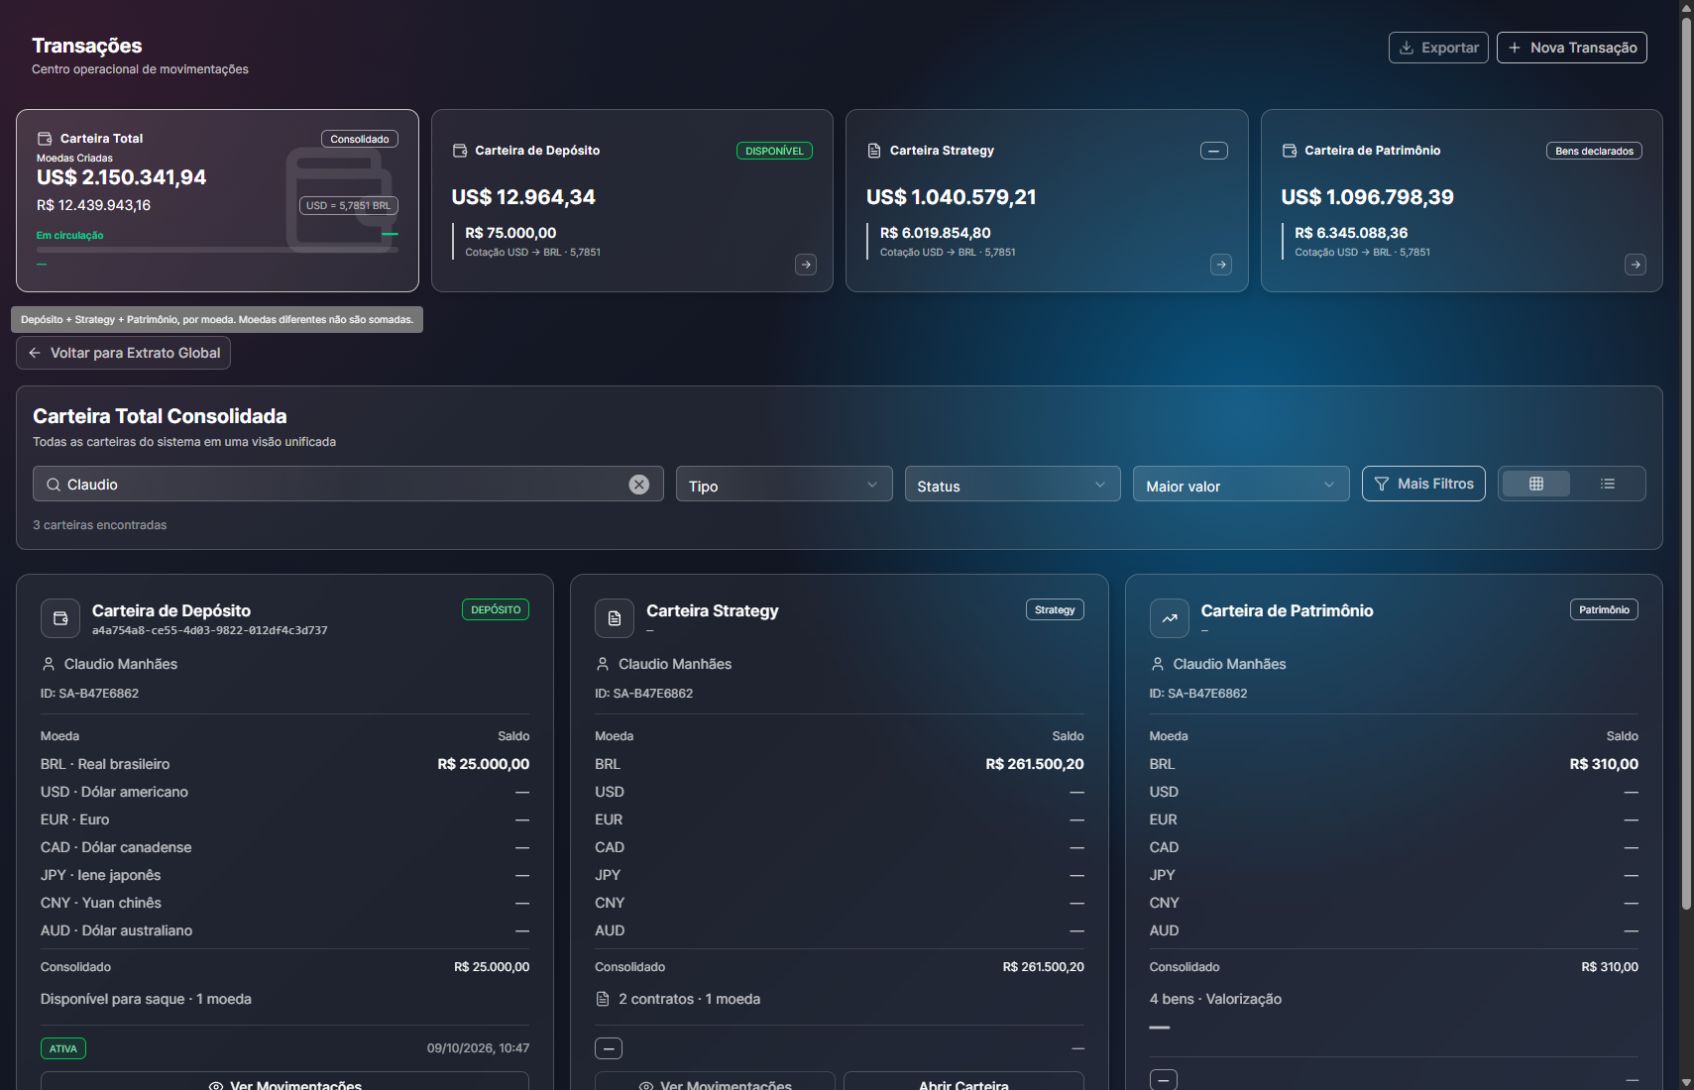 Transações
Centro operacional de movimentações
Exportar
Nova Transação
Carteira Total
Consolidado
Moedas Criadas
US$ 2.150.341,94
R$ 12.439.943,16
USD = 5,7851 BRL
Em circulação
—
—
Carteira de Depósito
DISPONÍVEL
US$ 12.964,34
R$ 75.000,00
Cotação USD → BRL · 5,7851
Carteira Strategy
—
US$ 1.040.579,21
R$ 6.019.854,80
Cotação USD → BRL · 5,7851
Carteira de Patrimônio
Bens declarados
US$ 1.096.798,39
R$ 6.345.088,36
Cotação USD → BRL · 5,7851
Depósito + Strategy + Patrimônio, por moeda. Moedas diferentes não são somadas.
Voltar para Extrato Global
Carteira Total Consolidada
Todas as carteiras do sistema em uma visão unificada
Claudio
Tipo
Status
Maior valor
Mais Filtros
3 carteiras encontradas
Carteira de Depósito
DEPÓSITO
a4a754a8-ce55-4d03-9822-012df4c3d737
Claudio Manhães
ID: SA-B47E6862
Moeda Saldo
BRL · Real brasileiro R$ 25.000,00
USD · Dólar americano —
EUR · Euro —
CAD · Dólar canadense —
JPY · Iene japonês —
CNY · Yuan chinês —
AUD · Dólar australiano —
Consolidado R$ 25.000,00
Disponível para saque · 1 moeda
ATIVA 09/10/2026, 10:47
Ver Movimentações
Carteira Strategy
Strategy
—
Claudio Manhães
ID: SA-B47E6862
Moeda Saldo
BRL R$ 261.500,20
USD —
EUR —
CAD —
JPY —
CNY —
AUD —
Consolidado R$ 261.500,20
2 contratos · 1 moeda
— —
Ver Movimentações
Abrir Carteira
Carteira de Patrimônio
Patrimônio
—
Claudio Manhães
ID: SA-B47E6862
Moeda Saldo
BRL R$ 310,00
USD —
EUR —
CAD —
JPY —
CNY —
AUD —
Consolidado R$ 310,00
4 bens · Valorização
—
— —